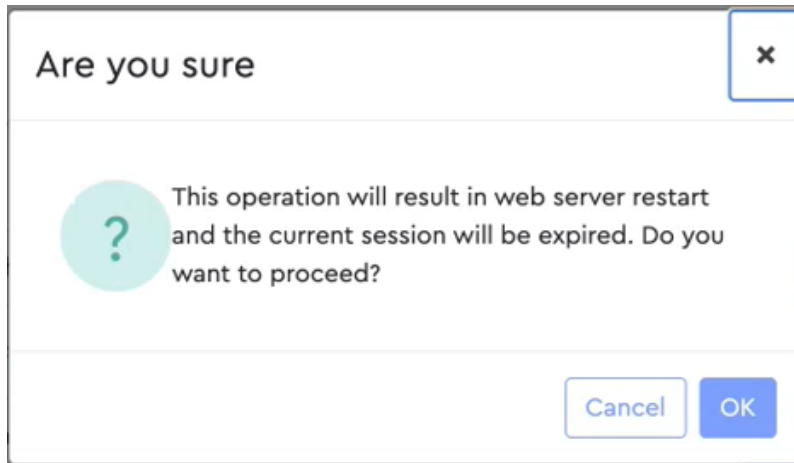 Are you sure
×
?
This operation will result in web server restart
and the current session will be expired. Do you
want to proceed?
Cancel
OK